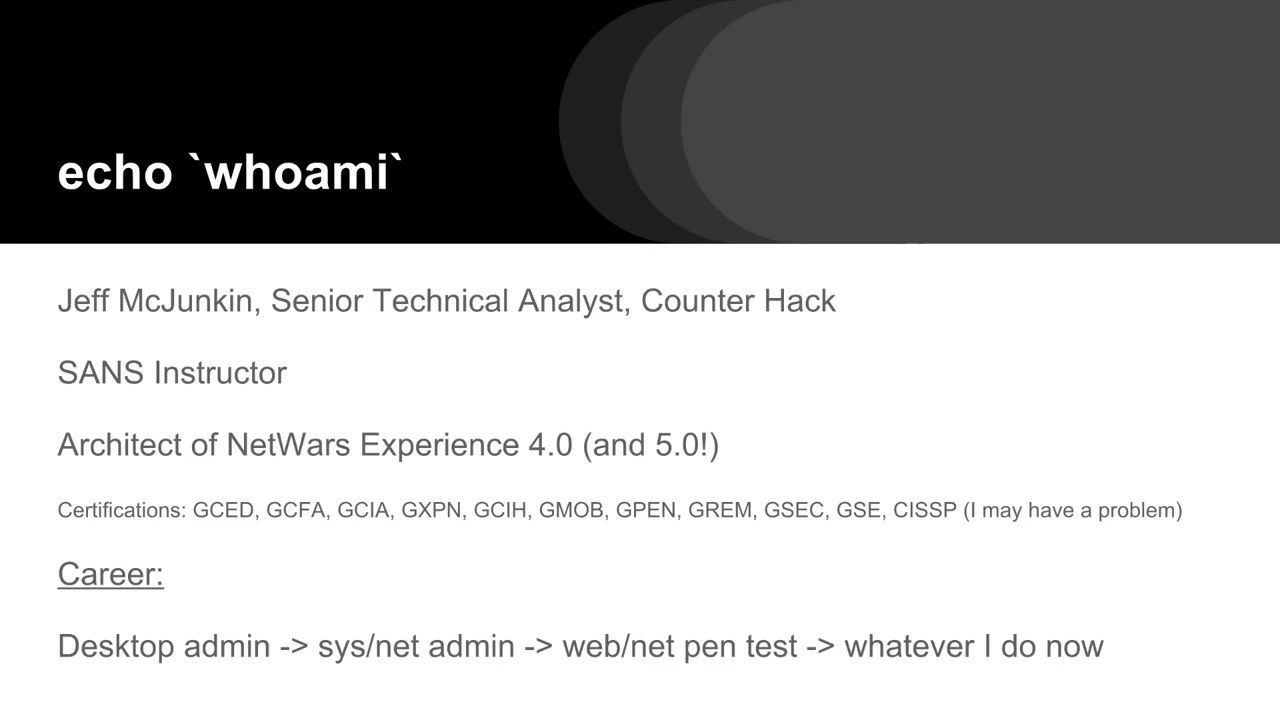 echo `whoami`
Jeff McJunkin, Senior Technical Analyst, Counter Hack
SANS Instructor
Architect of NetWars Experience 4.0 (and 5.0!)
Certifications: GCED, GCFA, GCIA, GXPN, GCIH, GMOB, GPEN, GREM, GSEC, GSE, CISSP (I may have a problem)
Career:
Desktop admin -> sys/net admin -> web/net pen test -> whatever I do now